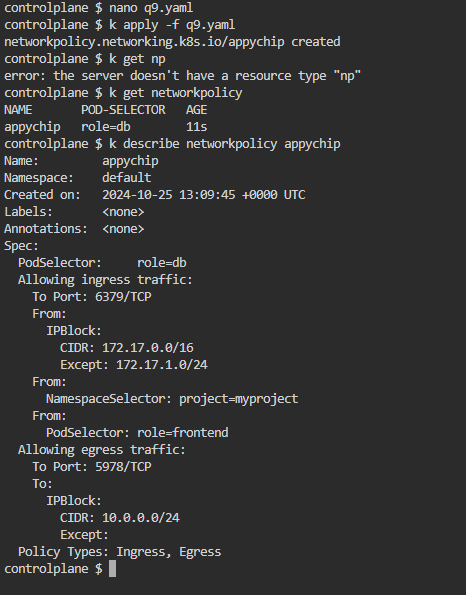 controlplane $ nano q9.yaml
controlplane $ k apply -f q9.yaml
networkpolicy.networking.k8s.io/appychip created
controlplane $ k get np
error: the server doesn't have a resource type "np"
controlplane $ k get networkpolicy
NAME       POD-SELECTOR   AGE
appychip   role=db        11s
controlplane $ k describe networkpolicy appychip
Name:         appychip
Namespace:    default
Created on:   2024-10-25 13:09:45 +0000 UTC
Labels:       <none>
Annotations:  <none>
Spec:
  PodSelector:     role=db
  Allowing ingress traffic:
    To Port: 6379/TCP
    From:
      IPBlock:
        CIDR: 172.17.0.0/16
        Except: 172.17.1.0/24
    From:
      NamespaceSelector: project=myproject
    From:
      PodSelector: role=frontend
  Allowing egress traffic:
    To Port: 5978/TCP
    To:
      IPBlock:
        CIDR: 10.0.0.0/24
        Except:
  Policy Types: Ingress, Egress
controlplane $